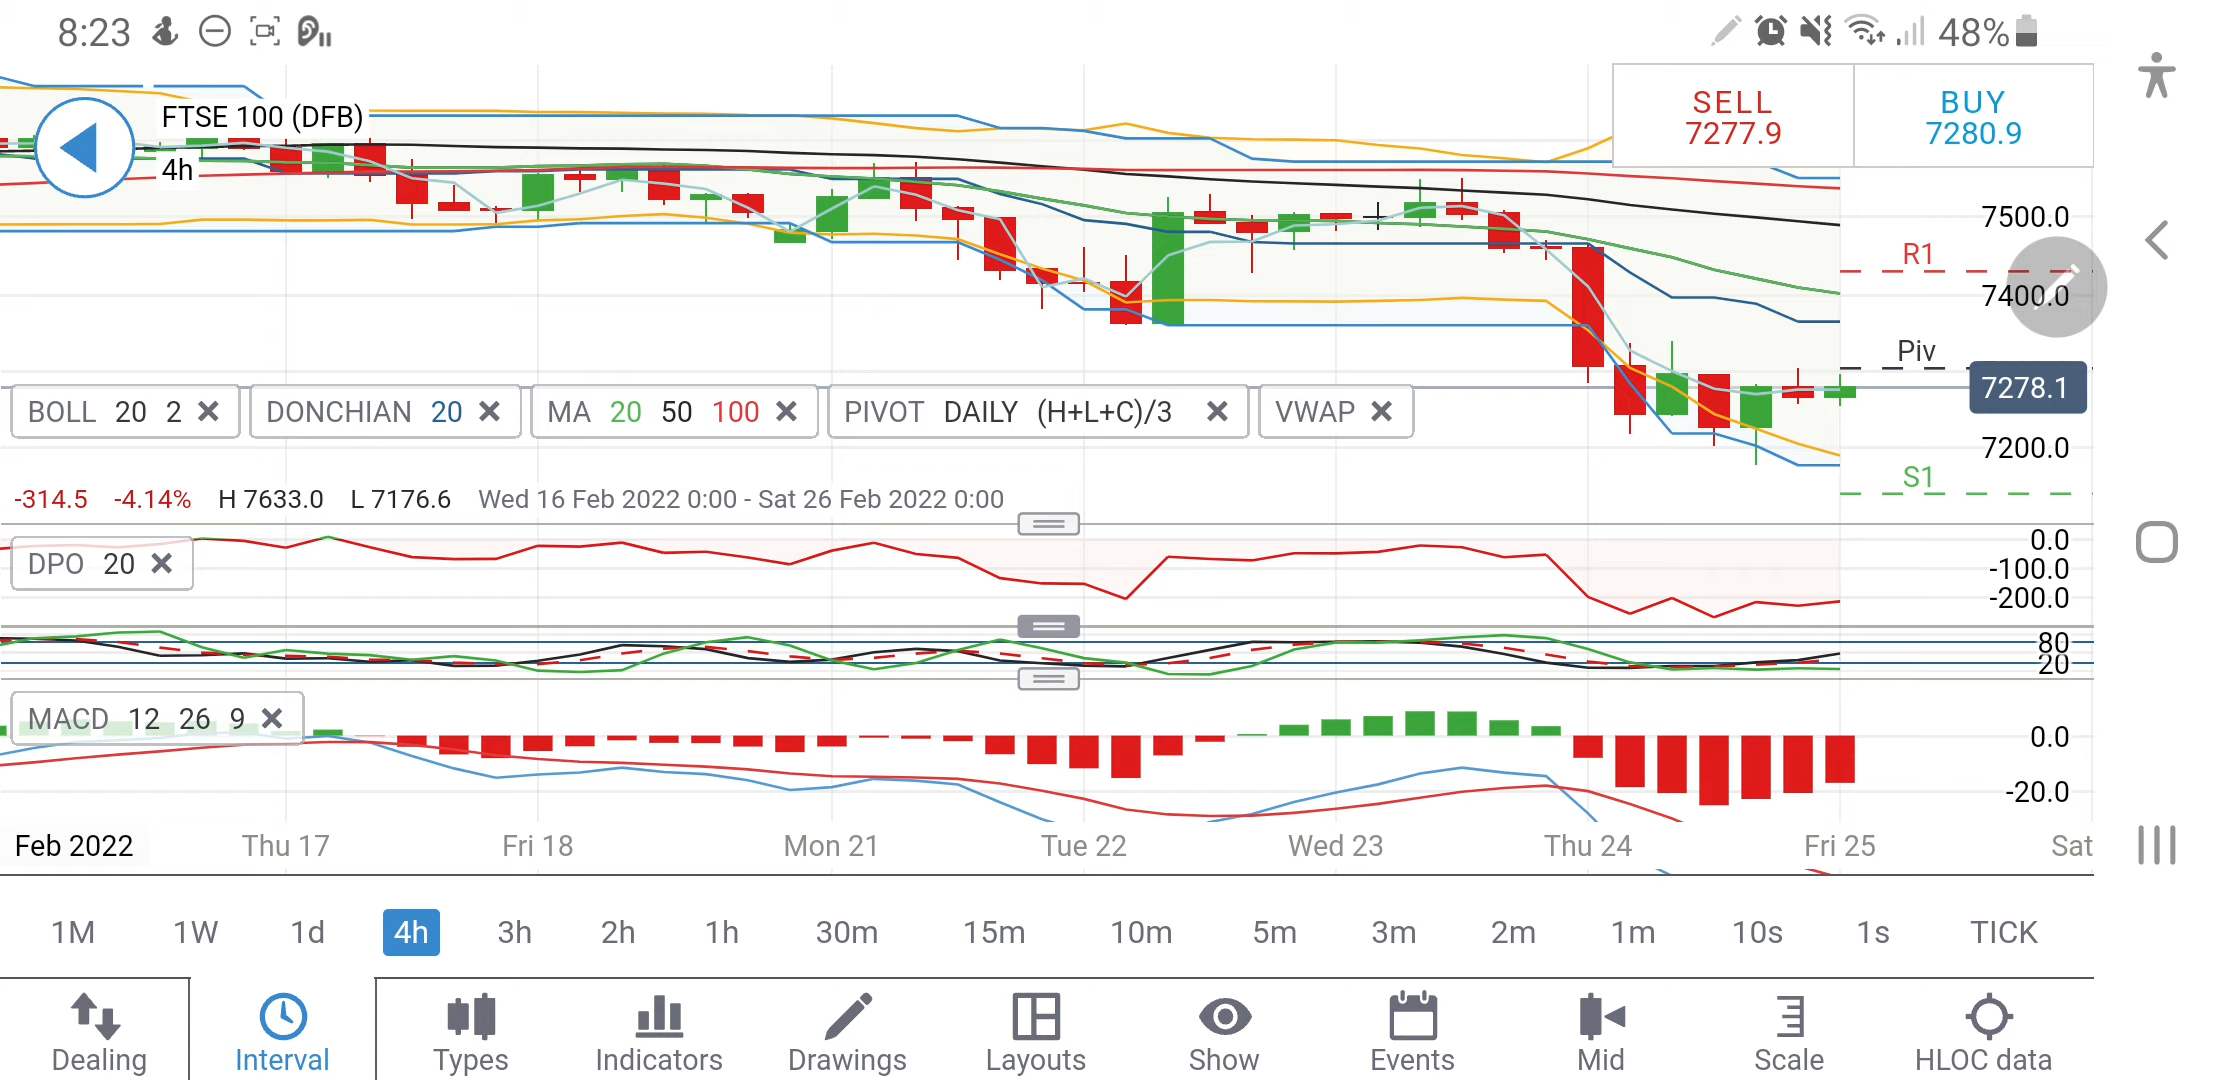 8:23
48%
FTSE 100 (DFB)
4h
SELL
7277.9
BUY
7280.9
7500.0
R1
7400.0
Piv
7278.1
BOLL 20 2
DONCHIAN 20
MA 20 50 100
PIVOT DAILY (H+L+C)/3
VWAP
7200.0
S1
-314.5 -4.14% H 7633.0 L 7176.6 Wed 16 Feb 2022 0:00 - Sat 26 Feb 2022 0:00
DPO 20
0.0
-100.0
-200.0
80
20
MACD 12 26 9
0.0
-20.0
Feb 2022 Thu 17 Fri 18 Mon 21 Tue 22 Wed 23 Thu 24 Fri 25 Sat
1M 1W 1d 4h 3h 2h 1h 30m 15m 10m 5m 3m 2m 1m 10s 1s TICK
Dealing Interval Types Indicators Drawings Layouts Show Events Mid Scale HLOC data